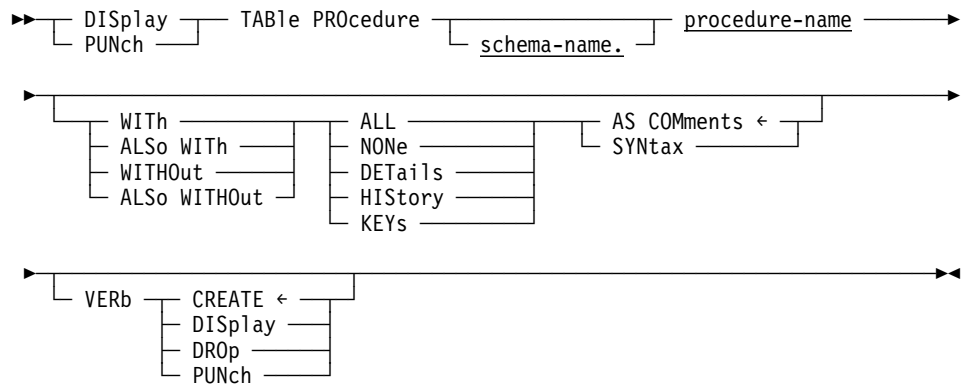 DISplay TABle PROcedure procedure-name
PUNch schema-name.
WITh ALL AS COMments ←
ALSo WITh NONe SYNtax
WITHOut DETails
ALSo WITHOut HIStory
KEYs
VERb CREATE ←
DISplay
DROp
PUNch